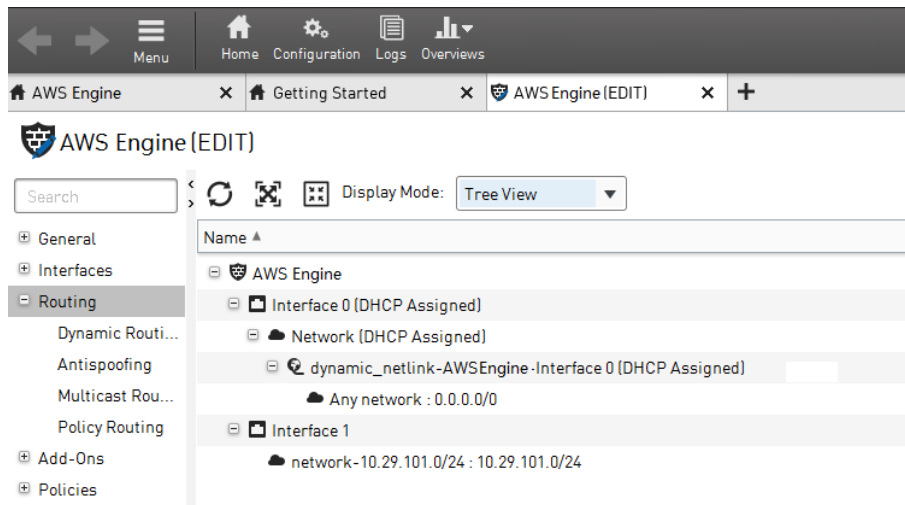 Menu Home Configuration Logs Overviews
AWS Engine Getting Started AWS Engine (EDIT)
AWS Engine (EDIT)
Search Display Mode: Tree View
Name
General
Interfaces
Routing
Dynamic Routi...
Antispoofing
Multicast Rou...
Policy Routing
Add-Ons
Policies
AWS Engine
Interface 0 (DHCP Assigned)
Network (DHCP Assigned)
dynamic_netlink-AWSEngine-Interface 0 (DHCP Assigned)
Any network : 0.0.0.0/0
Interface 1
network-10.29.101.0/24 : 10.29.101.0/24